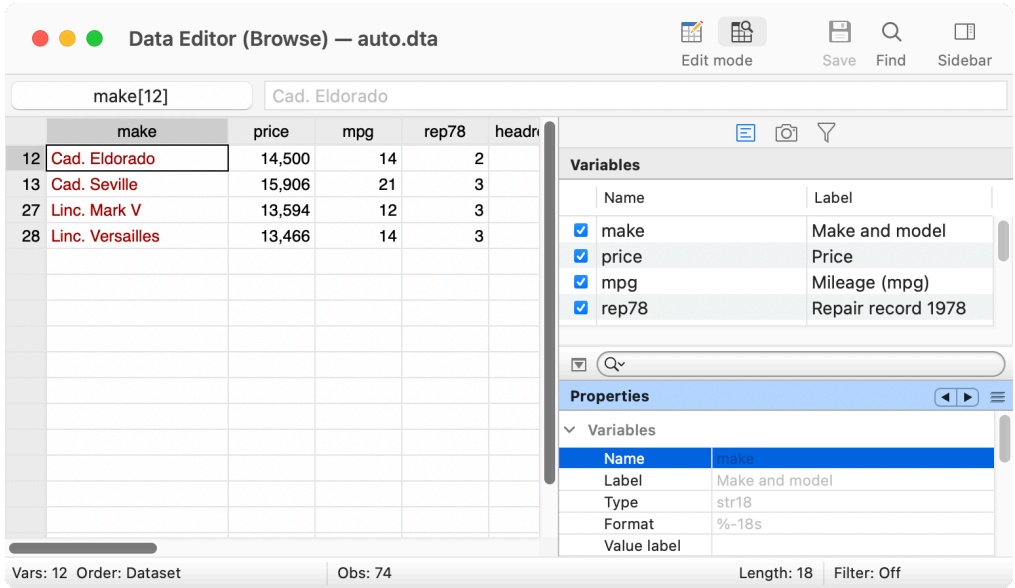 Data Editor (Browse) — auto.dta
Edit mode
Save
Find
Sidebar
make[12]
Cad. Eldorado
make price mpg rep78 headro
12 Cad. Eldorado 14,500 14 2
13 Cad. Seville 15,906 21 3
27 Linc. Mark V 13,594 12 3
28 Linc. Versailles 13,466 14 3
Variables
Name Label
make Make and model
price Price
mpg Mileage (mpg)
rep78 Repair record 1978
Properties
Variables
Name make
Label Make and model
Type str18
Format %-18s
Value label
Vars: 12 Order: Dataset Obs: 74 Length: 18 Filter: Off